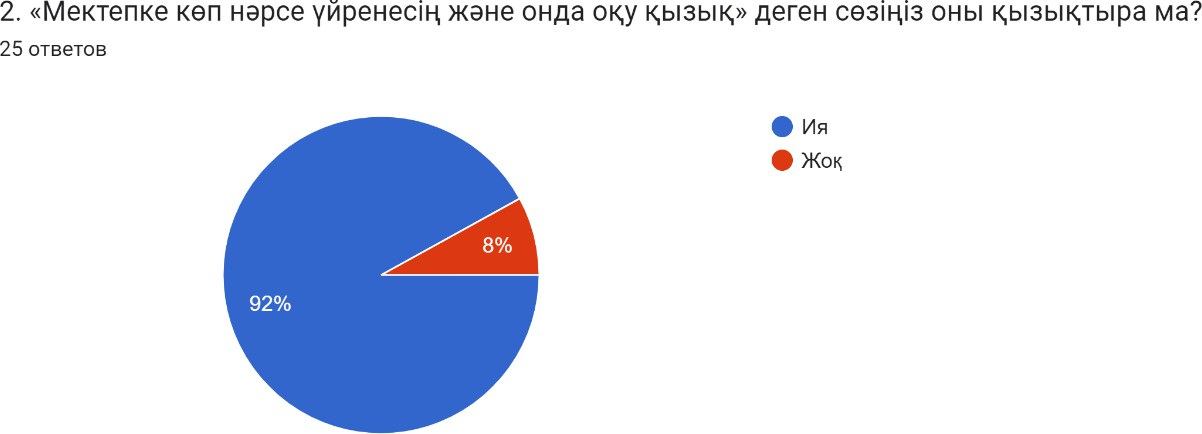 2. «Мектепке көп нәрсе үйренесің және онда оқу қызық» деген сөзіңіз оны қызықтыра ма?
25 ответов
Ия
Жоқ
8%
92%